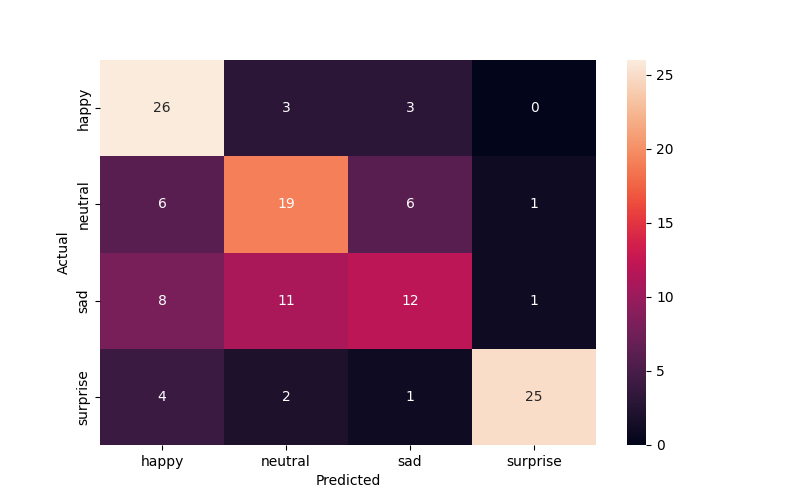 Actual
happy 26 3 3 0
neutral 6 19 6 1
sad 8 11 12 1
surprise 4 2 1 25
happy neutral sad surprise
Predicted
25
20
15
10
5
0